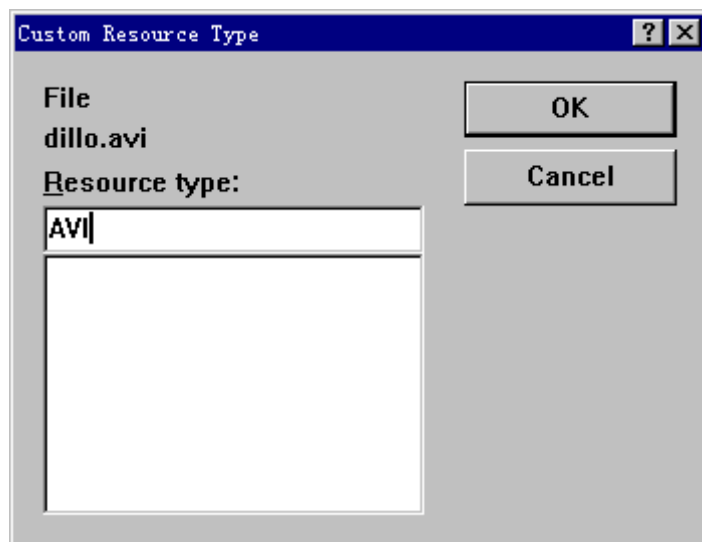 Custom Resource Type
File
dillo.avi
Resource type:
AVI
OK
Cancel